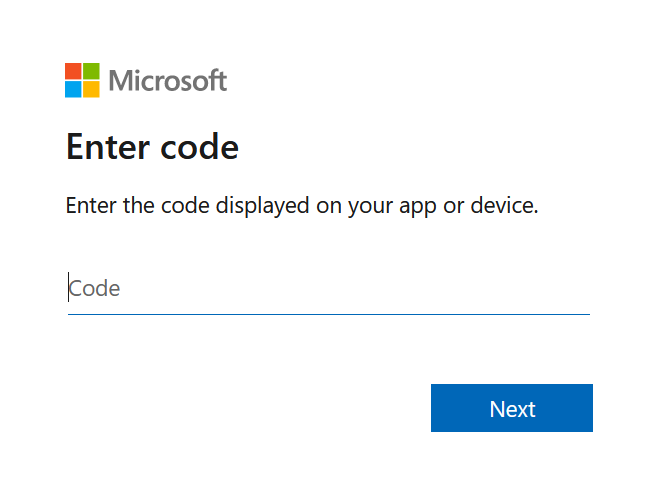 Microsoft
Enter code
Enter the code displayed on your app or device.
Code
Next